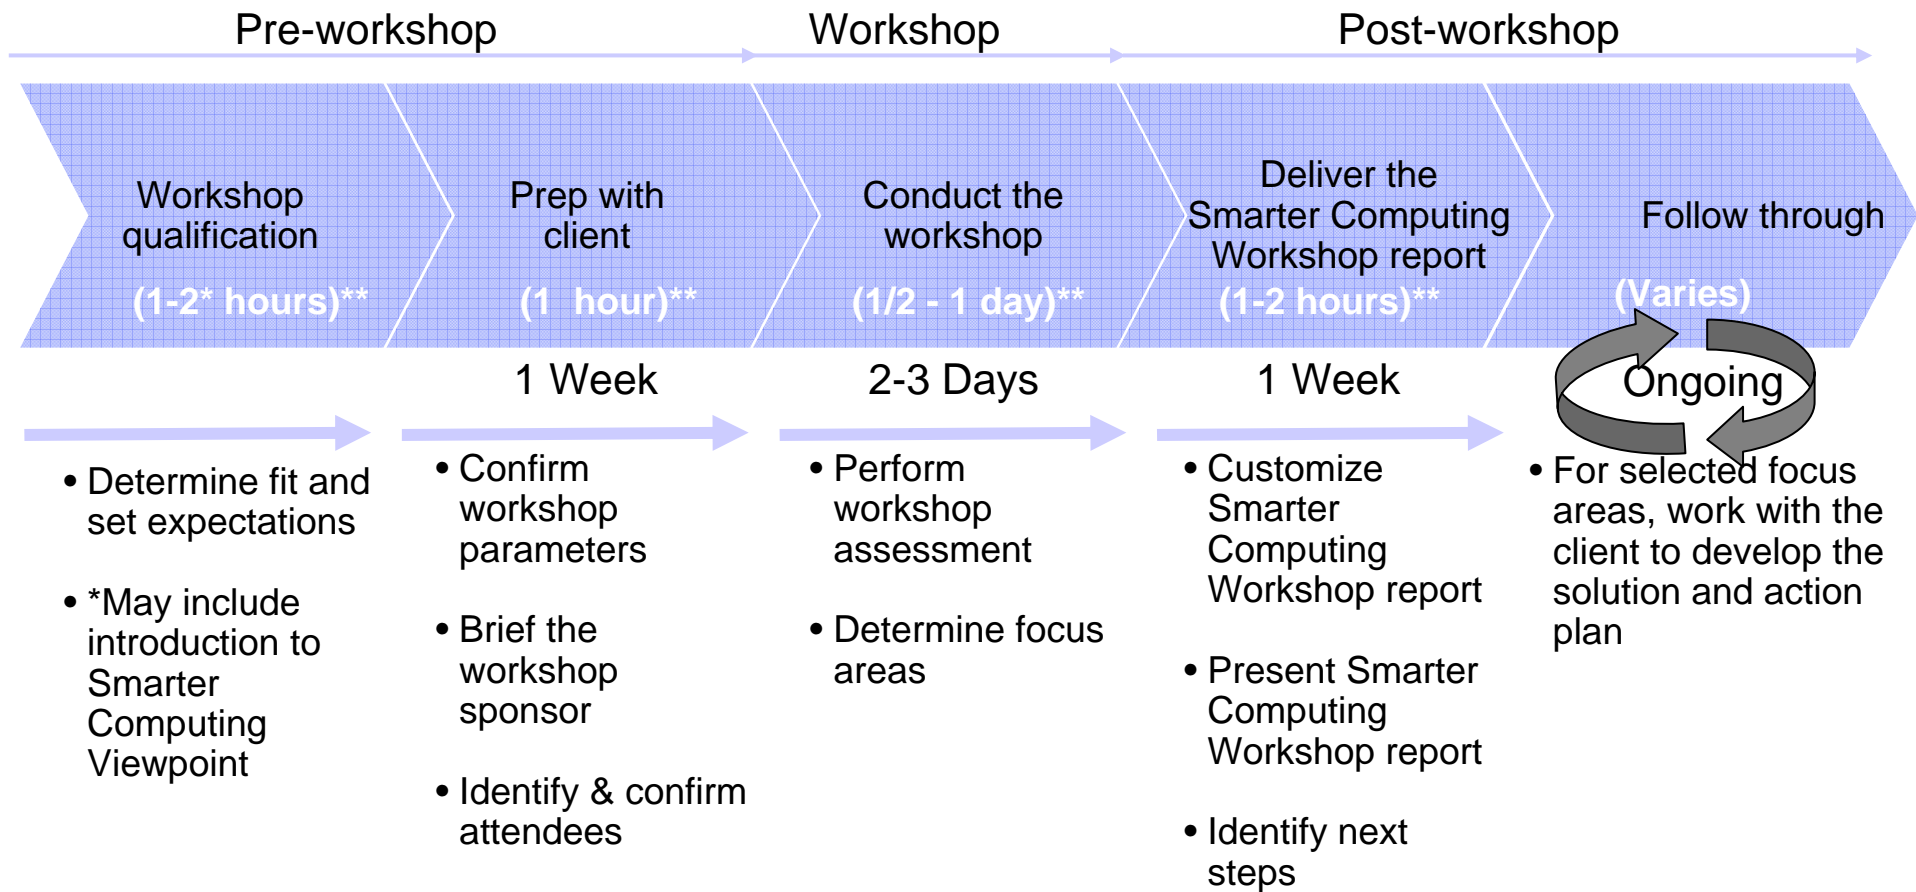 Pre-workshop
Workshop
Post-workshop
Workshop
qualification
(1-2* hours)**
Prep with
client
(1 hour)**
Conduct the
workshop
(1/2 - 1 day)**
Deliver the
Smarter Computing
Workshop report
(1-2 hours)**
Follow through
(Varies)
1 Week
2-3 Days
1 Week
Ongoing
• Determine fit and
set expectations
• *May include
introduction to
Smarter
Computing
Viewpoint
• Confirm
workshop
parameters
• Brief the
workshop
sponsor
• Identify & confirm
attendees
• Perform
workshop
assessment
• Determine focus
areas
• Customize
Smarter
Computing
Workshop report
• Present Smarter
Computing
Workshop report
• Identify next
steps
• For selected focus
areas, work with the
client to develop the
solution and action
plan